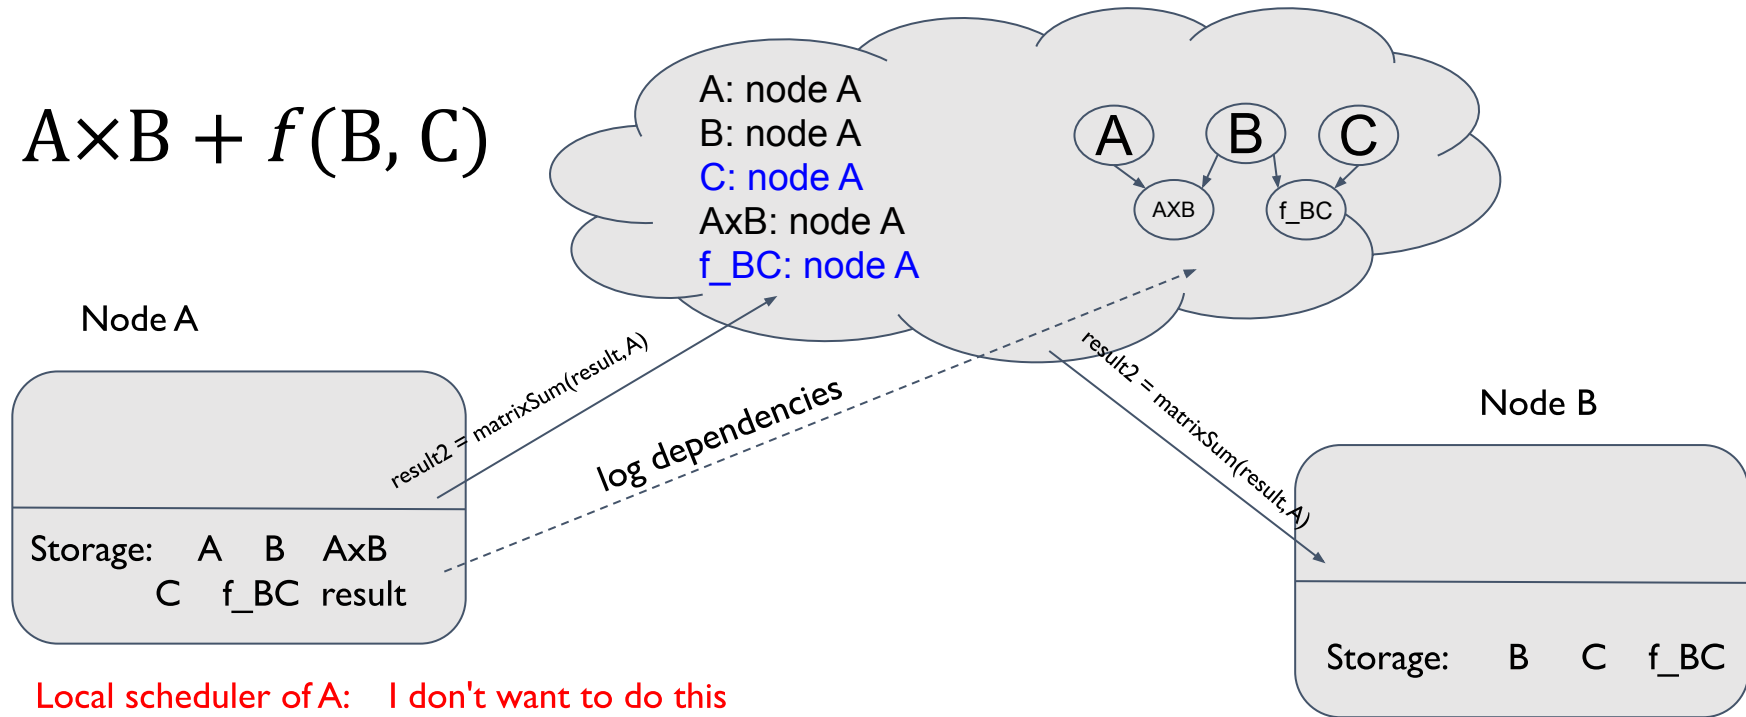 A×B + f(B, C)
A: node A
B: node A
C: node A
AxB: node A
f_BC: node A
A
B
C
AXB
f_BC
Node A
result2 = matrixSum(result, A)
log dependencies
result2 = matrixSum(result, A)
Node B
Storage: A B AxB
C f_BC result
Storage: B C f_BC
Local scheduler of A: I don't want to do this